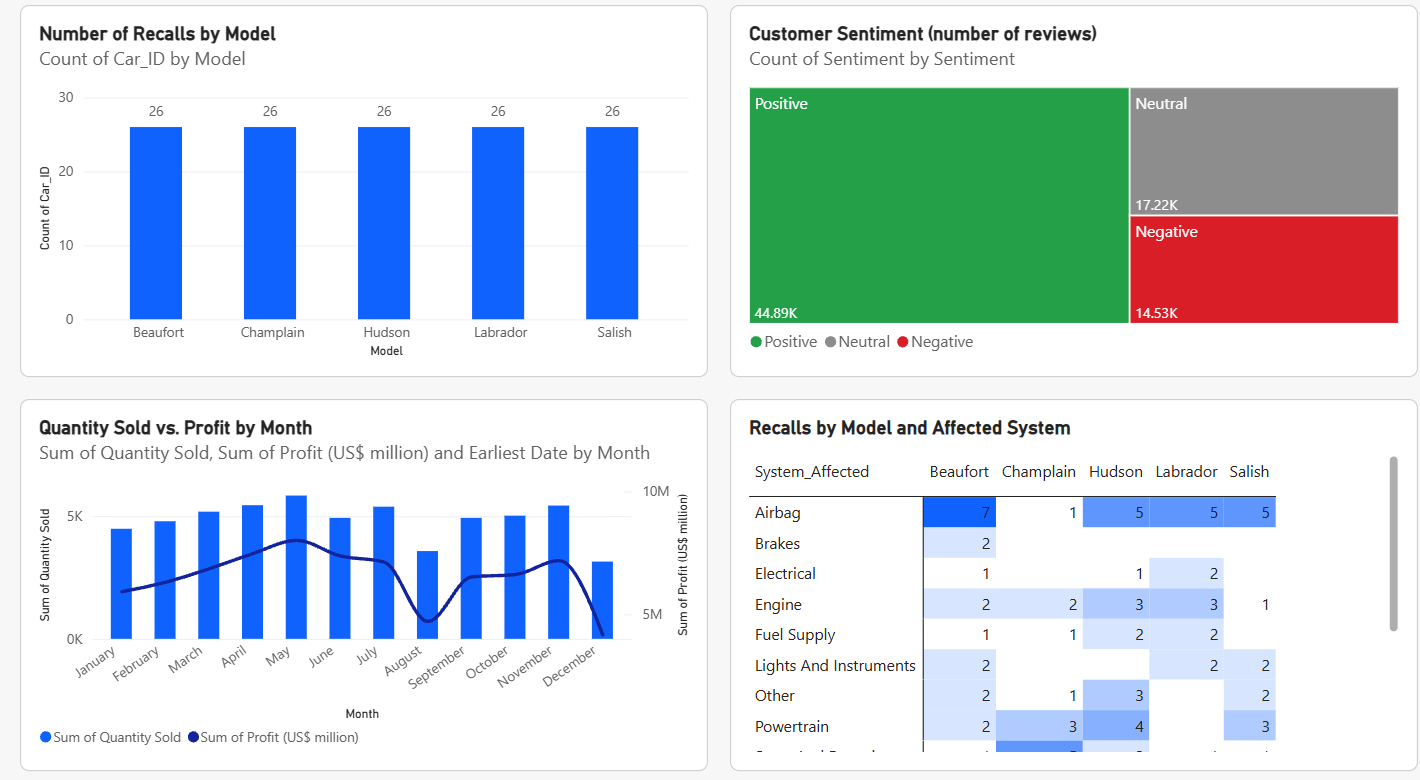 Number of Recalls by Model
Count of Car_ID by Model
30
20
10
0
Count of Car_ID
26 26 26 26 26
Beaufort Champlain Hudson Labrador Salish
Model
Customer Sentiment (number of reviews)
Count of Sentiment by Sentiment
Positive
44.89K
Neutral
17.22K
Negative
14.53K
Positive Neutral Negative
Quantity Sold vs. Profit by Month
Sum of Quantity Sold, Sum of Profit (US$ million) and Earliest Date by Month
Sum of Quantity Sold
5K
0K
10M
5M
Sum of Profit (US$ million)
January February March April May June July August September October November December
Month
Sum of Quantity Sold Sum of Profit (US$ million)
Recalls by Model and Affected System
System_Affected Beaufort Champlain Hudson Labrador Salish
Airbag 7 1 5 5 5
Brakes 2
Electrical 1 1 2
Engine 2 2 3 3 1
Fuel Supply 1 1 2 2
Lights And Instruments 2 2 2
Other 2 1 3 2
Powertrain 2 3 4 3